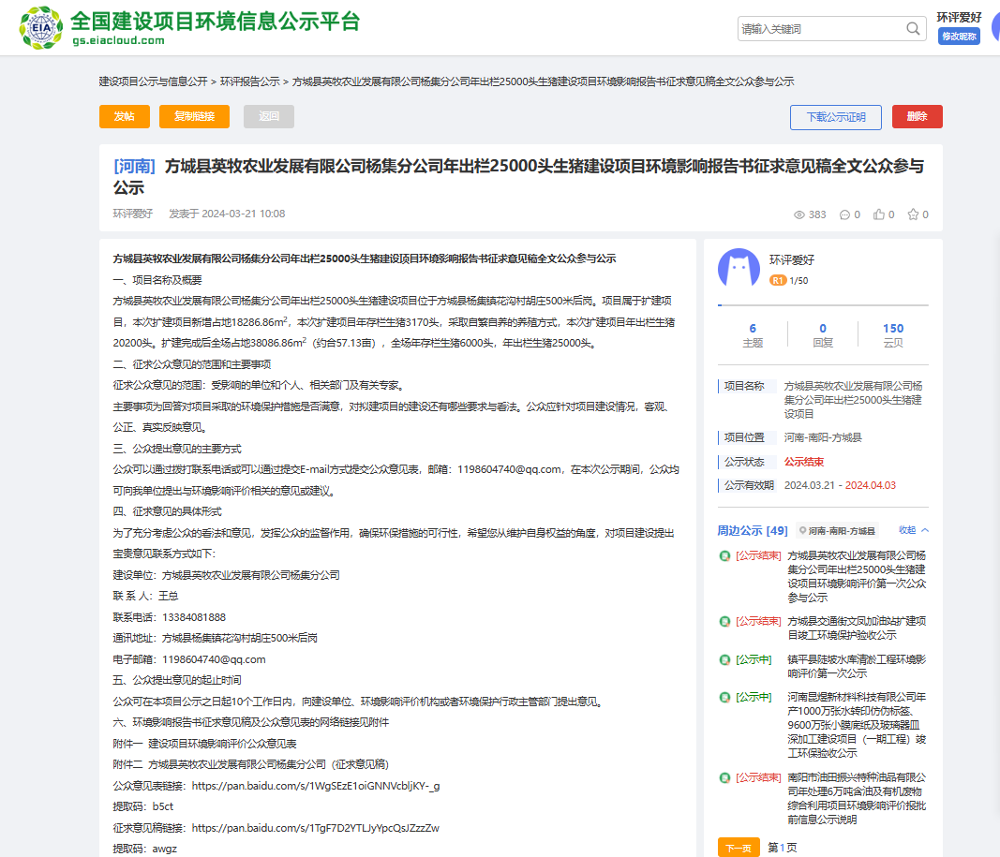 EIA
全国建设项目环境信息公示平台
gs.eiacloud.com
请输入关键词
环评爱好
修改昵称
建设项目公示与信息公开 > 环评报告公示 > 方城县英牧农业发展有限公司杨集分公司年出栏25000头生猪建设项目环境影响报告书征求意见稿全文公众参与公示
发帖
复制链接
返回
下载公示证明
删除
[河南] 方城县英牧农业发展有限公司杨集分公司年出栏25000头生猪建设项目环境影响报告书征求意见稿全文公众参与
公示
环评爱好 发表于 2024-03-21 10:08
383 0 0 0
方城县英牧农业发展有限公司杨集分公司年出栏25000头生猪建设项目环境影响报告书征求意见稿全文公众参与公示
一、项目名称及概要
方城县英牧农业发展有限公司杨集分公司年出栏25000头生猪建设项目位于方城县杨集镇花沟村胡庄500米后岗。项目属于扩建项
目，本次扩建项目新增占地18286.86m²，本次扩建项目年存栏生猪3170头，采取自繁自养的养殖方式，本次扩建项目年出栏生猪
20200头。扩建完成后全场占地38086.86m²（约合57.13亩），全场年存栏生猪6000头，年出栏生猪25000头。
二、征求公众意见的范围和主要事项
征求公众意见的范围：受影响的单位和个人、相关部门及有关专家。
主要事项为回答对项目采取的环境保护措施是否满意，对拟建项目的建设还有哪些要求与看法。公众应针对项目建设情况，客观、
公正、真实反映意见。
三、公众提出意见的主要方式
公众可以通过拨打联系电话或可以通过提交E-mail方式提交公众意见表，邮箱：1198604740@qq.com，在本次公示期间，公众均
可向我单位提出与环境影响评价相关的意见或建议。
四、征求意见的具体形式
为了充分考虑公众的看法和意见，发挥公众的监督作用，确保环保措施的可行性，希望您从维护自身权益的角度，对项目建设提出
宝贵意见联系方式如下：
建设单位：方城县英牧农业发展有限公司杨集分公司
联 系 人：王总
联系电话：13384081888
通讯地址：方城县杨集镇花沟村胡庄500米后岗
电子邮箱：1198604740@qq.com
五、公众提出意见的起止时间
公众可在本项目公示之日起10个工作日内，向建设单位、环境影响评价机构或者环境保护行政主管部门提出意见。
六、环境影响报告书征求意见稿及公众意见表的网络链接见附件
附件一 建设项目环境影响评价公众意见表
附件二 方城县英牧农业发展有限公司杨集分公司（征求意见稿）
公众意见表链接：https://pan.baidu.com/s/1WgSEzE1oiGNNVcbljKY-_g
提取码：b5ct
征求意见稿链接：https://pan.baidu.com/s/1TgF7D2YTLJyYpcQsJZzzZw
提取码：awgz
环评爱好
R1 1/50
6 0 150
主题 回复 云贝
项目名称 方城县英牧农业发展有限公司杨
集分公司年出栏25000头生猪建
设项目
项目位置 河南-南阳-方城县
公示状态 公示结束
公示有效期 2024.03.21 - 2024.04.03
周边公示 [49] 河南-南阳-方城县 收起
[公示结束] 方城县英牧农业发展有限公司杨
集分公司年出栏25000头生猪建
设项目环境影响评价第一次公众
参与公示
[公示结束] 方城县交通街文凤加油站扩建项
目竣工环境保护验收公示
[公示中] 镇平县陡坡水库清淤工程环境影
响评价第一次公示
[公示中] 河南昆煜新材料科技有限公司年
产1000万张水转印仿伪标签、
9600万张小膜底纸及玻璃器皿
深加工建设项目（一期工程）竣
工环保验收公示
[公示结束] 南阳市油田振兴特种油品有限公
司年处理6万吨含油及有机废物
综合利用项目环境影响评价报批
前信息公示说明
下一页 第1页